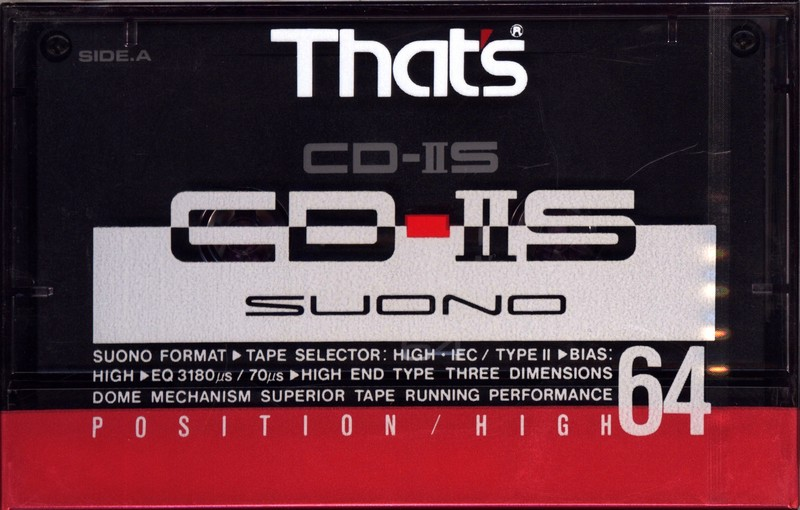 That's®
SIDE.A
CD-IIS
CD-IIS
SUONO
SUONO FORMAT ▶ TAPE SELECTOR: HIGH · IEC / TYPE II ▶ BIAS:
HIGH ▶ EQ 3180μs / 70μs ▶ HIGH END TYPE THREE DIMENSIONS
DOME MECHANISM SUPERIOR TAPE RUNNING PERFORMANCE
64
POSITION/HIGH